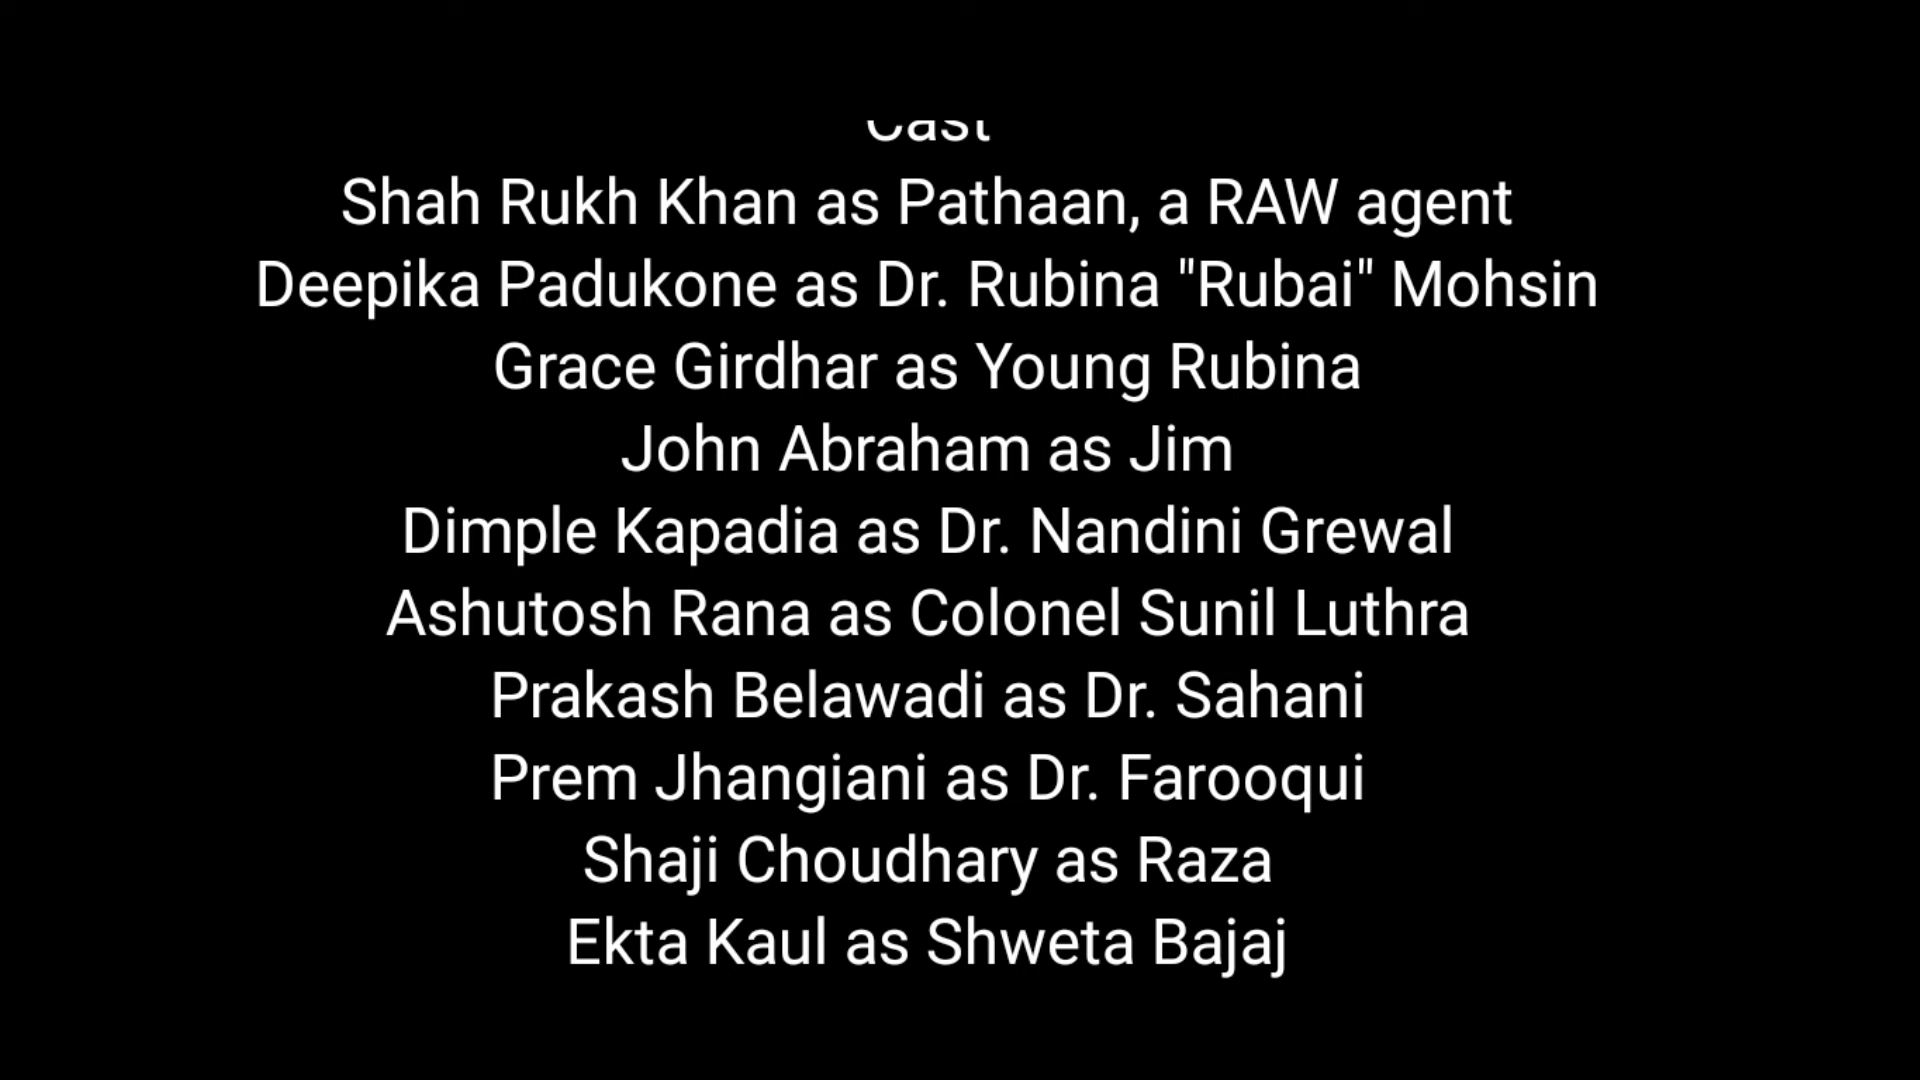 Cast
Shah Rukh Khan as Pathaan, a RAW agent
Deepika Padukone as Dr. Rubina "Rubai" Mohsin
Grace Girdhar as Young Rubina
John Abraham as Jim
Dimple Kapadia as Dr. Nandini Grewal
Ashutosh Rana as Colonel Sunil Luthra
Prakash Belawadi as Dr. Sahani
Prem Jhangiani as Dr. Farooqui
Shaji Choudhary as Raza
Ekta Kaul as Shweta Bajaj